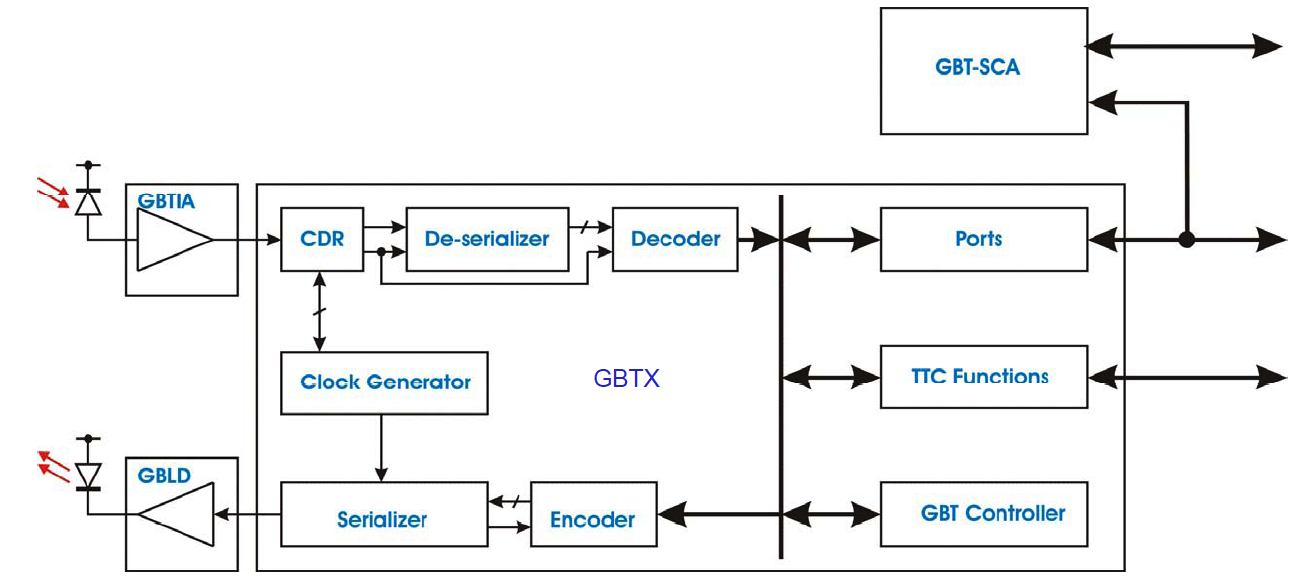 GBT-SCA
GBTIA
CDR
De-serializer
Decoder
Ports
Clock Generator
GBTX
TTC Functions
GBLD
Serializer
Encoder
GBT Controller